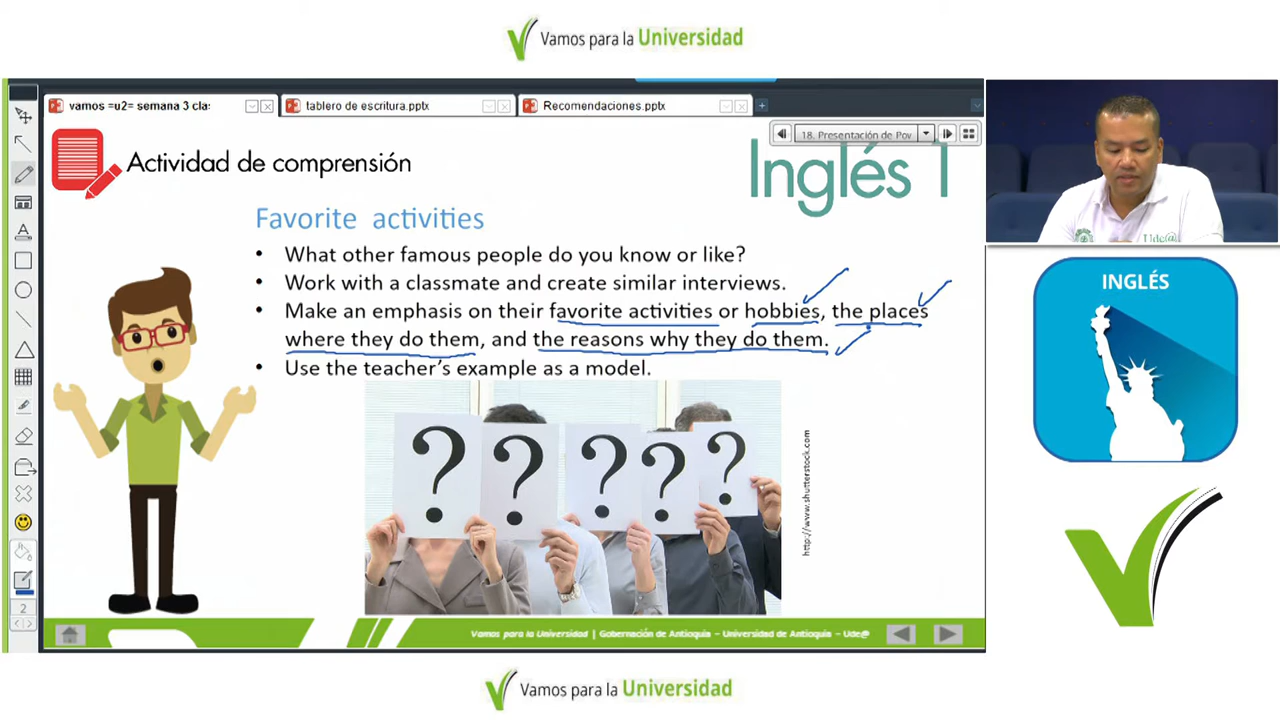 Vamos para la Universidad
vamos =u2= semana 3 cla:
tablero de escritura.pptx
Recomendaciones.pptx
18. Presentación de Pov
Actividad de comprensión
Inglés 1
Favorite activities
• What other famous people do you know or like?
• Work with a classmate and create similar interviews.
• Make an emphasis on their favorite activities or hobbies, the places
where they do them, and the reasons why they do them.
• Use the teacher's example as a model.
? ? ? ? ?
http://www.shutterstock.com
2
Vamos para la Universidad | Gobernación de Antioquia – Universidad de Antioquia – Ude@
Ude@
INGLÉS
Vamos para la Universidad